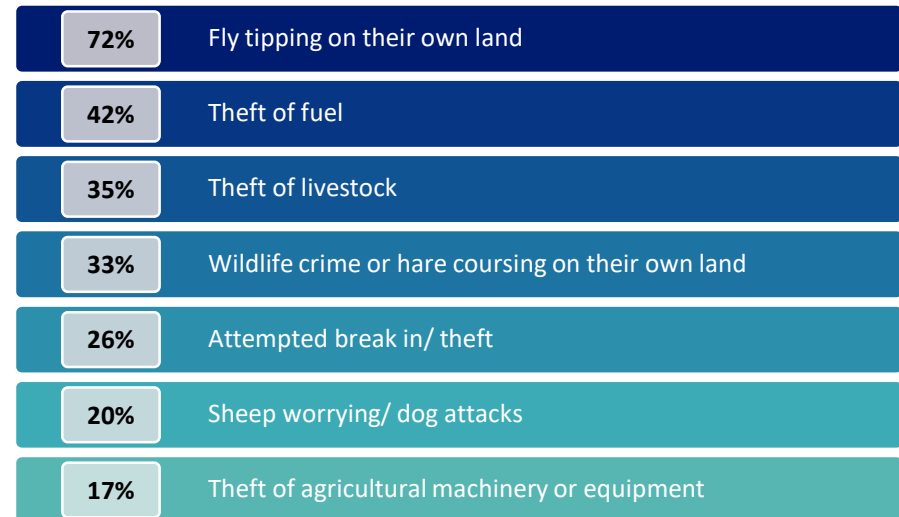 72% Fly tipping on their own land
42% Theft of fuel
35% Theft of livestock
33% Wildlife crime or hare coursing on their own land
26% Attempted break in/ theft
20% Sheep worrying/ dog attacks
17% Theft of agricultural machinery or equipment